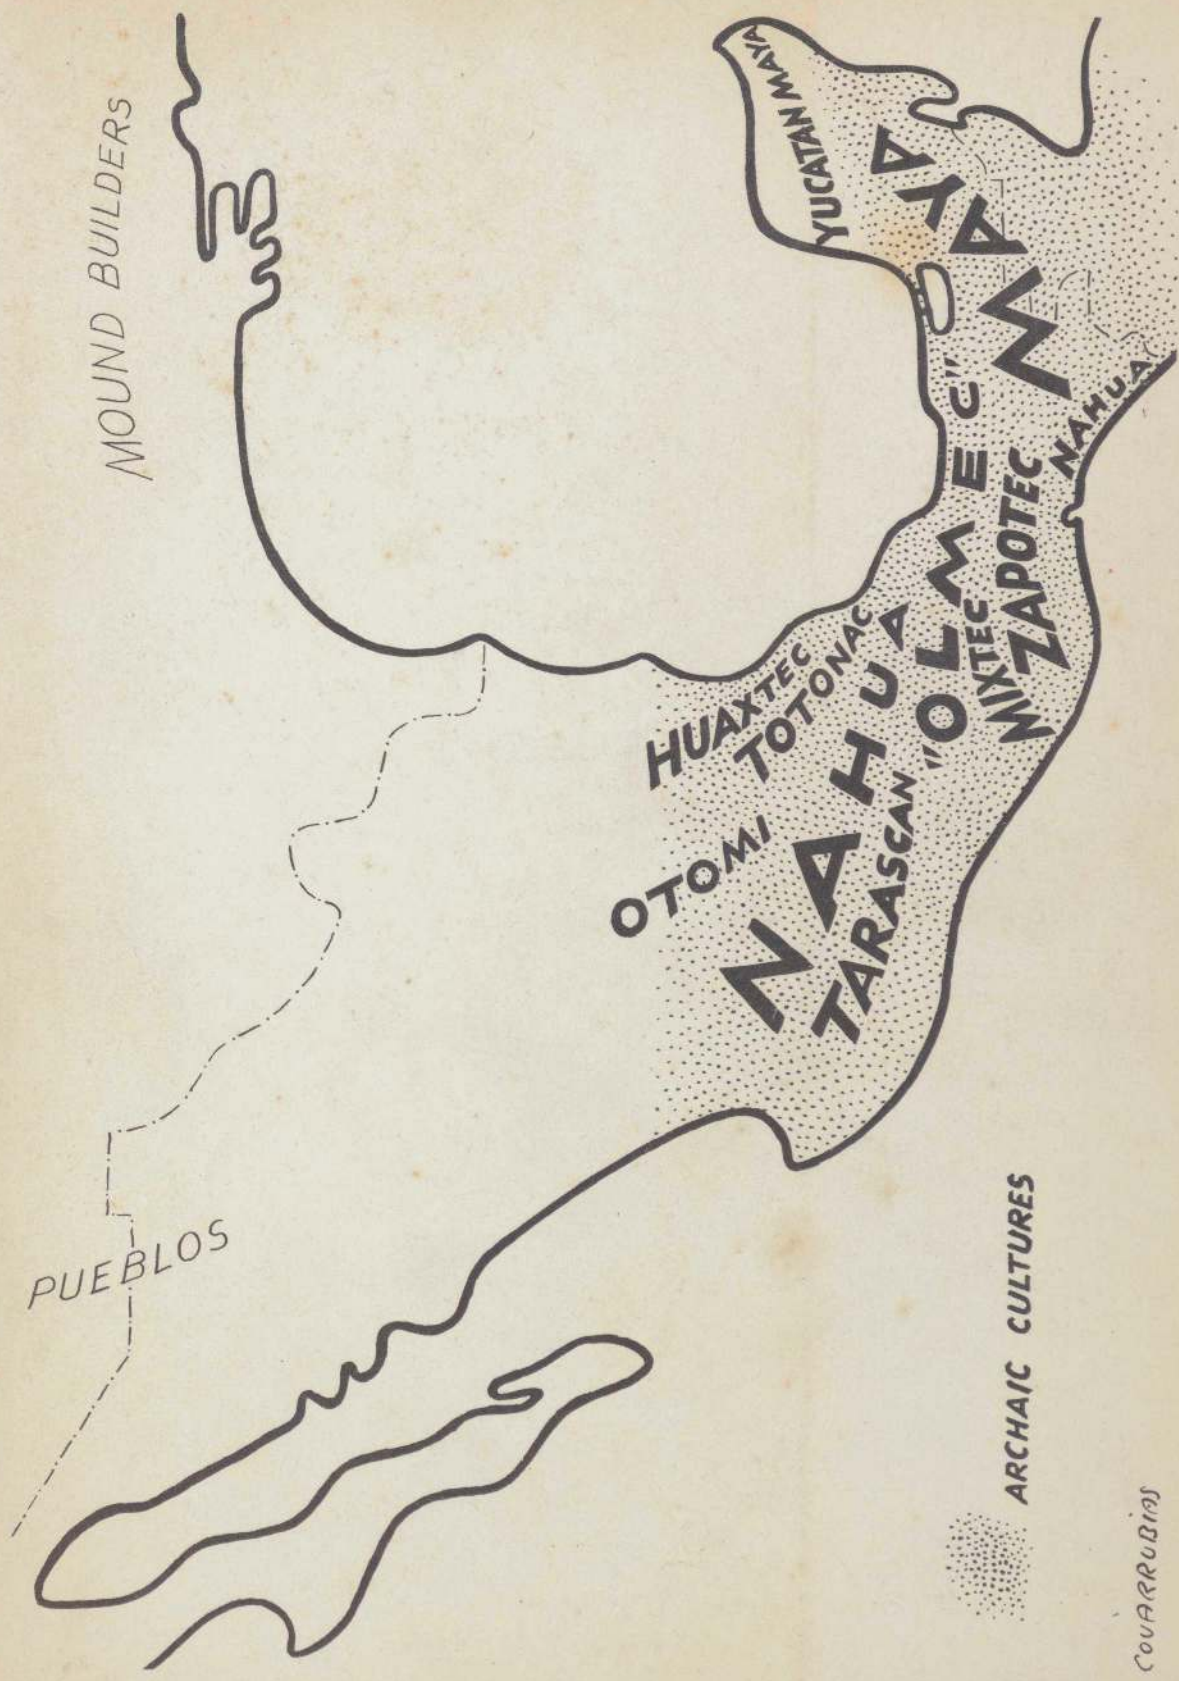 MOUND BUILDERS
PUEBLOS
HUAXTEC
TOTONAC
OTOMI
NAHUA
TARASCAN
"OLMEC"
MIXTEC
ZAPOTEC
NAHUA
MAYA
YUCATAN MAYA
ARCHAIC CULTURES
COVARRUBIAS